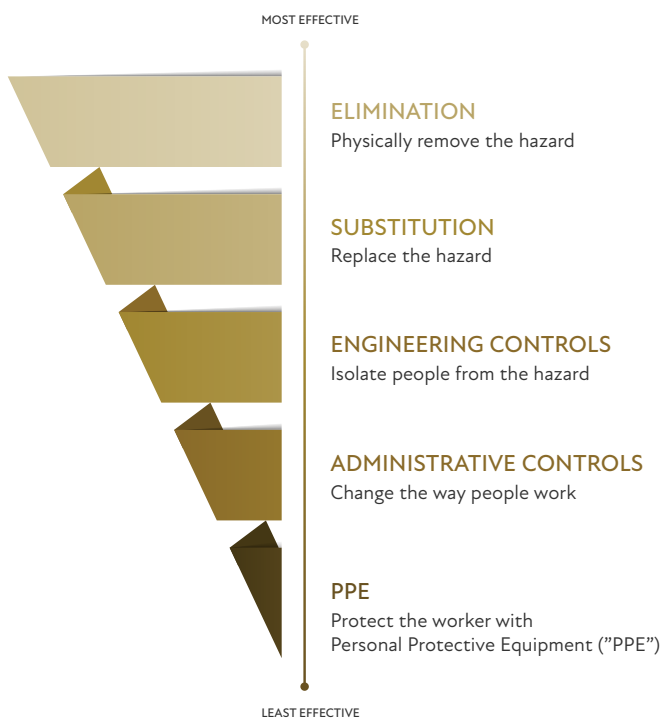 MOST EFFECTIVE
ELIMINATION
Physically remove the hazard
SUBSTITUTION
Replace the hazard
ENGINEERING CONTROLS
Isolate people from the hazard
ADMINISTRATIVE CONTROLS
Change the way people work
PPE
Protect the worker with
Personal Protective Equipment (”PPE”)
LEAST EFFECTIVE